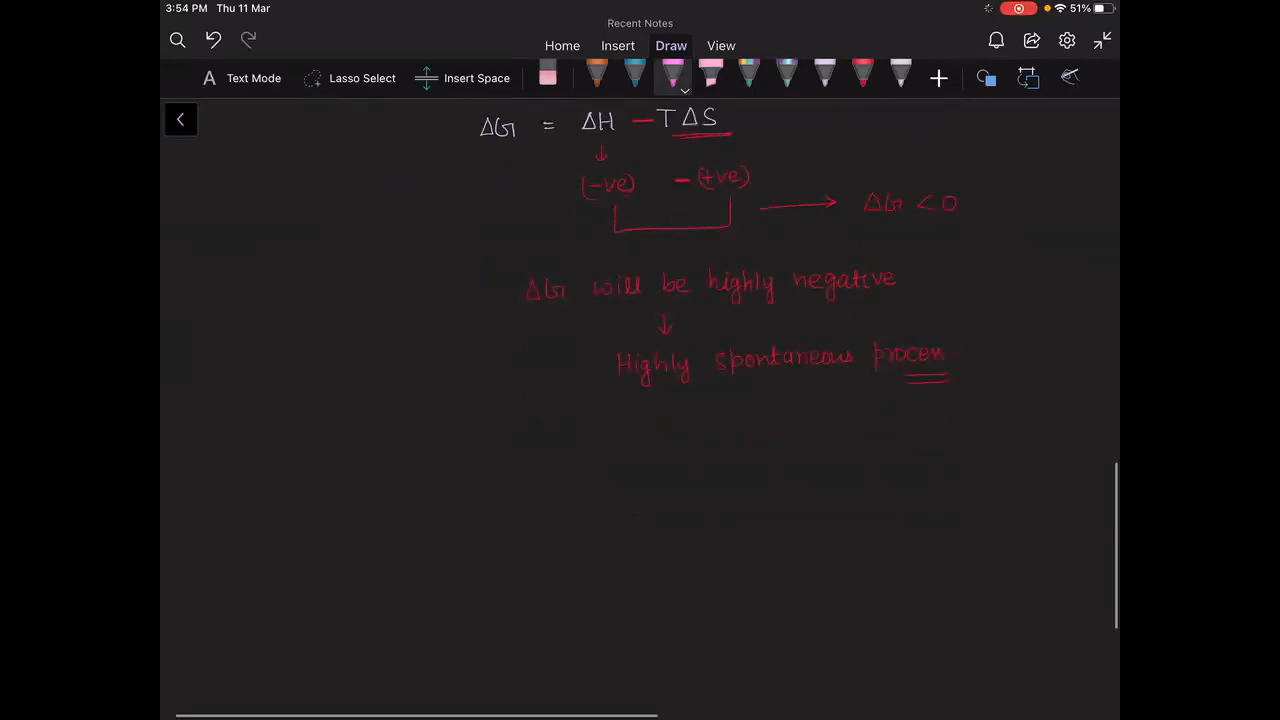 3:54 PM Thu 11 Mar
51%
Recent Notes
Home Insert Draw View
A Text Mode Lasso Select Insert Space
ΔG = ΔH − TΔS
↓
(-ve) − (+ve)
→ ΔG < 0
ΔG will be highly negative
↓
Highly spontaneous process